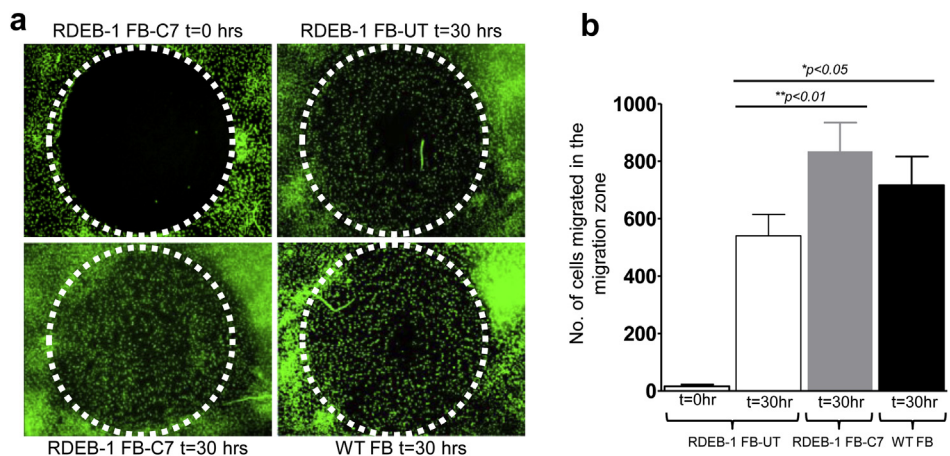 a
RDEB-1 FB-C7 t=0 hrs
RDEB-1 FB-UT t=30 hrs
RDEB-1 FB-C7 t=30 hrs
WT FB t=30 hrs
b
*p<0.05
**p<0.01
No. of cells migrated in the
migration zone
1000
800
600
400
200
0
t=0hr
t=30hr
t=30hr
t=30hr
RDEB-1 FB-UT
RDEB-1 FB-C7
WT FB